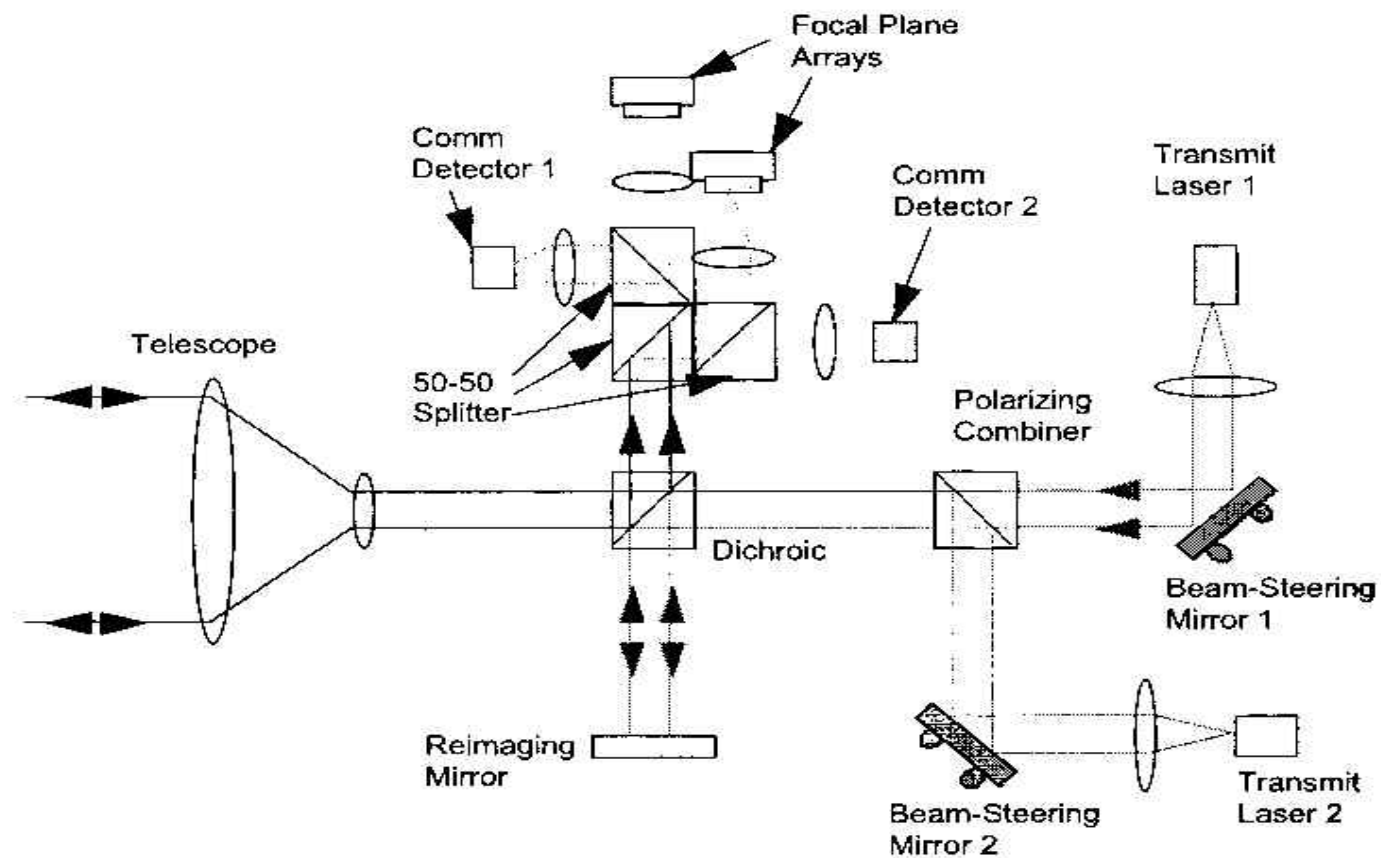 Focal Plane
Arrays
Comm
Detector 1
Comm
Detector 2
Transmit
Laser 1
Telescope
50-50
Splitter
Polarizing
Combiner
Dichroic
Beam-Steering
Mirror 1
Reimaging
Mirror
Beam-Steering
Mirror 2
Transmit
Laser 2